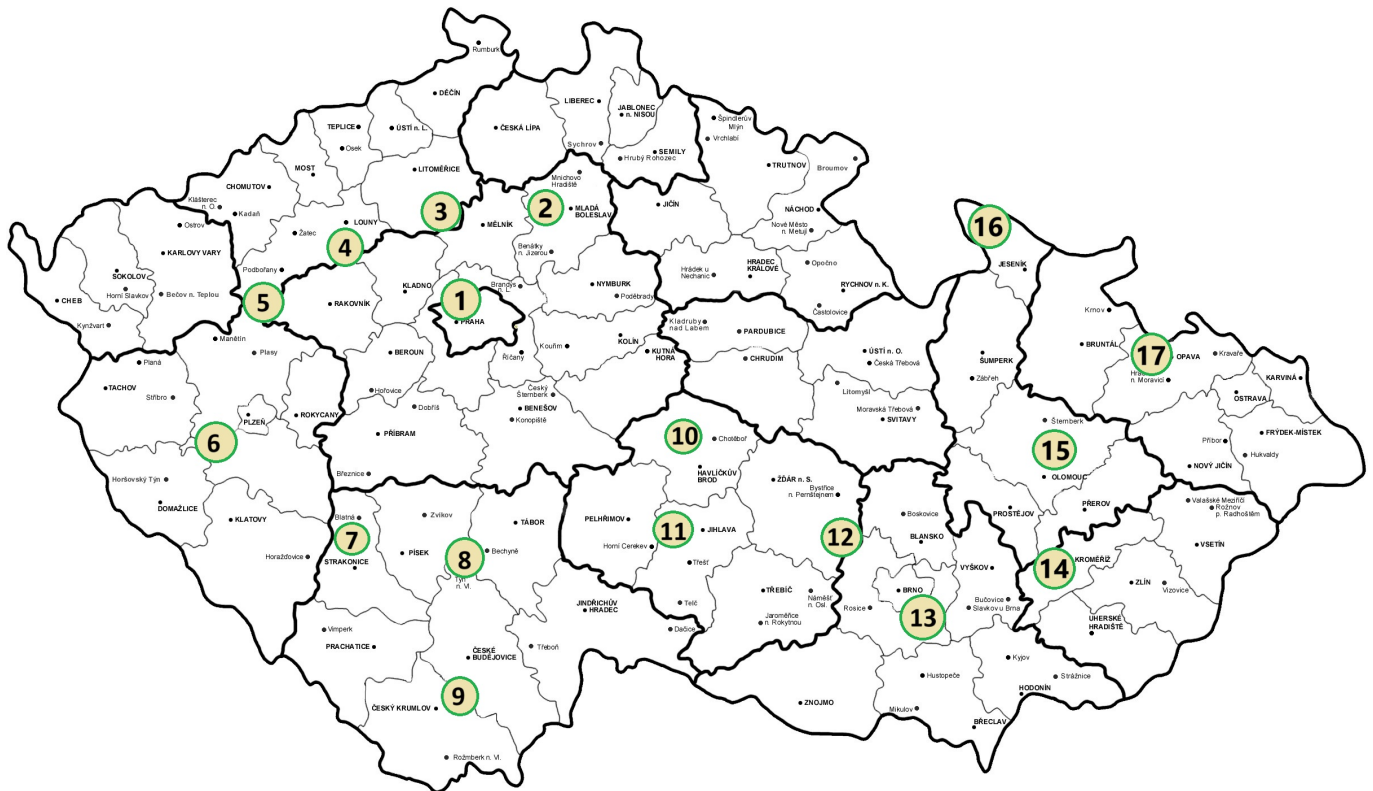 Rumburk
DĚČÍN
LIBEREC
JABLONEC
n. NISOU
Špindlerův
Mlýn
TEPLICE
ÚSTÍ n. L.
ČESKÁ LÍPA
Vrchlabí
Osek
Sychrov
SEMILY
Hrubý Rohozec
Broumov
MOST
LITOMĚŘICE
TRUTNOV
Mnichovo
Hradiště
CHOMUTOV
Klášterec
n. O.
Kadaň
3
2
MLADÁ
BOLESLAV
JIČÍN
NÁCHOD
Ostrov
LOUNY
MĚLNÍK
Nové Město
n. Metují
16
Žatec
4
KARLOVY VARY
Benátky
n. Jizerou
Opočno
SOKOLOV
Podbořany
Hrádek u
Nechanic
HRADEC
KRÁLOVÉ
JESENÍK
Horní Slavkov
Bečov n. Teplou
KLADNO
Brandýs
n. L.
NYMBURK
RYCHNOV n. K.
CHEB
5
RAKOVNÍK
1
Poděbrady
Častolovice
Krnov
Kynžvart
PRAHA
Kladruby
nad Labem
PARDUBICE
Manětín
KOLÍN
BRUNTÁL
17
OPAVA
Kravaře
Plasy
BEROUN
Říčany
Kouřim
KUTNÁ
HORA
CHRUDIM
ÚSTÍ n. O.
Česká Třebová
ŠUMPERK
Planá
Hra
n. Moravicí
KARVINÁ
TACHOV
Zábřeh
Stříbro
Hořovice
Český
Šternberk
Litomyšl
OSTRAVA
PLZEŇ
ROKYCANY
Dobříš
BENEŠOV
Konopiště
Moravská Třebová
SVITAVY
Šternberk
PŘÍBRAM
10
Chotěboř
15
Příbor
FRÝDEK-MÍSTEK
6
Hukvaldy
Březnice
HAVLÍČKŮV
BROD
NOVÝ JIČÍN
Horšovský Týn
ŽĎÁR n. S.
Bystřice
n. Pernštejnem
OLOMOUC
DOMAŽLICE
Valašské Meziříčí
Rožnov
p. Radhoštěm
KLATOVY
Blatná
Zvíkov
TÁBOR
PELHŘIMOV
11
JIHLAVA
Boskovice
PROSTĚJOV
PŘEROV
7
12
BLANSKO
VSETÍN
Horažďovice
STRAKONICE
PÍSEK
8
Bechyně
Horní Cerekev
14
KROMĚŘÍŽ
Týn
n. Vl.
Třešť
VYŠKOV
ZLÍN
Vizovice
JINDŘICHŮV
HRADEC
Telč
TŘEBÍČ
Náměšť
n. Osl.
BRNO
Bučovice
Slavkov u Brna
Rosice
13
Vimperk
Jaroměřice
n. Rokytnou
UHERSKÉ
HRADIŠTĚ
PRACHATICE
Dačice
ČESKÉ
BUDĚJOVICE
Třeboň
Kyjov
Hustopeče
Strážnice
9
ČESKÝ KRUMLOV
ZNOJMO
HODONÍN
Mikulov
BŘECLAV
Rožmberk n. Vl.